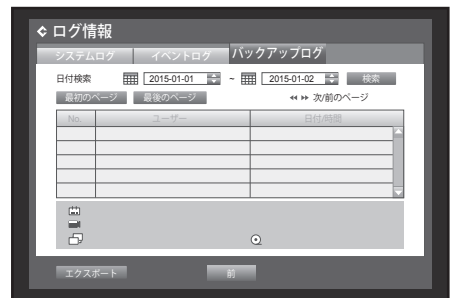 ログ情報
システムログ イベントログ バックアップログ
日付検索 2015-01-01 ~ 2015-01-02 検索
最初のページ 最後のページ 次/前のページ
No. ユーザー 日付/時間
エクスポート 前